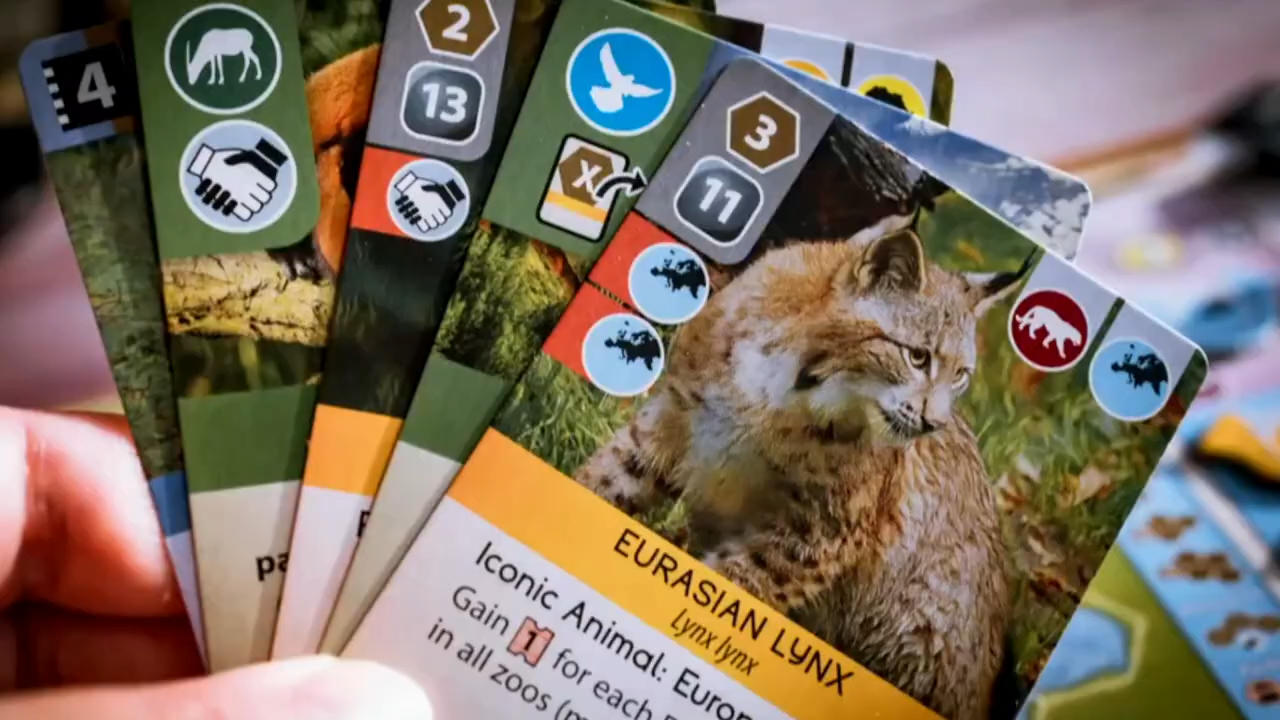 4
2
13
X
3
11
pa
EURASIAN LYNX
Lynx lynx
Iconic Animal: Europ
Gain 1 for each
in all zoos (m